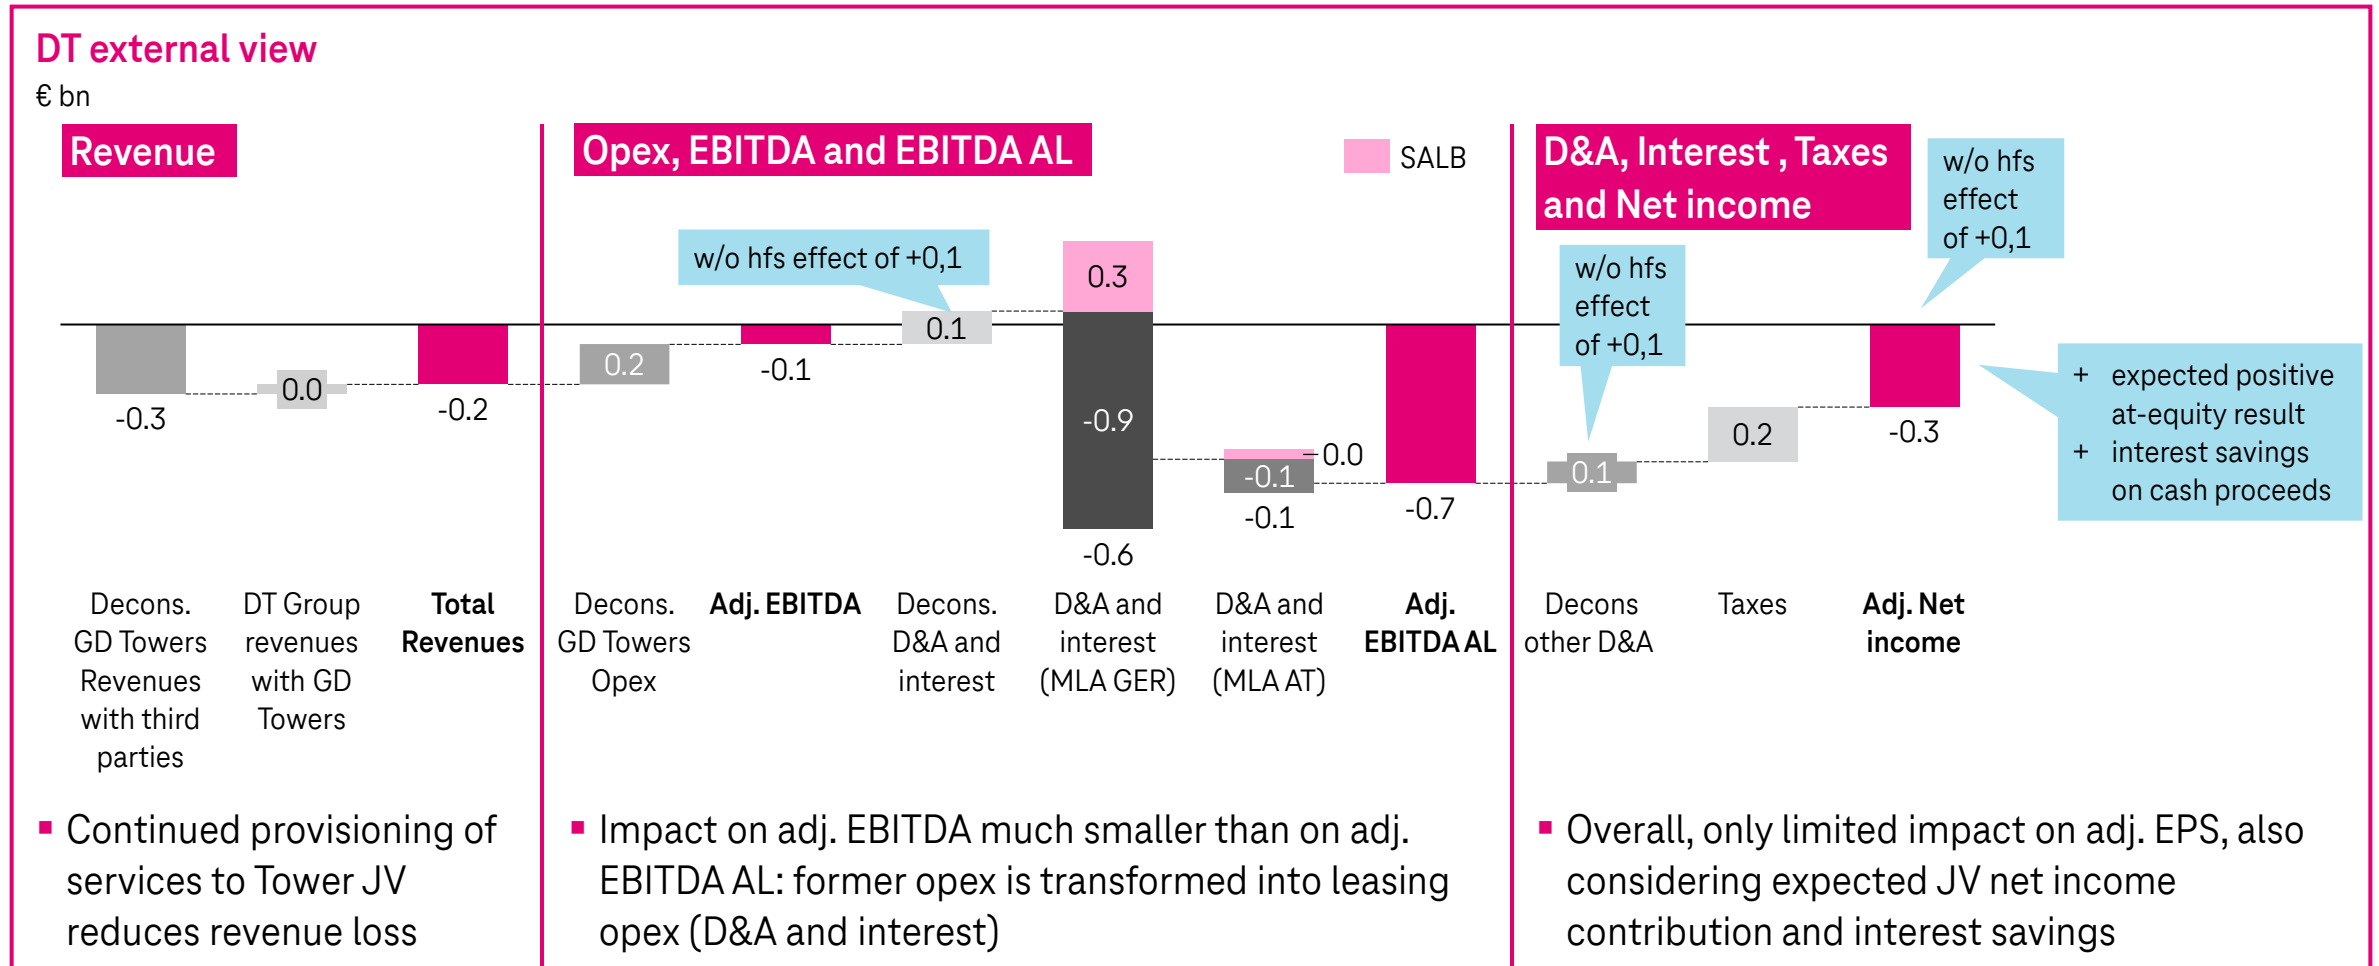 DT external view
€ bn
Revenue
Opex, EBITDA and EBITDA AL
SALB
D&A, Interest , Taxes
and Net income
w/o hfs
effect
of +0,1
w/o hfs effect of +0,1
w/o hfs
effect
of +0,1
-0.3
0.0
-0.2
0.2
-0.1
0.1
0.3
-0.9
-0.6
0.0
-0.1
-0.1
-0.7
0.1
0.2
-0.3
+ expected positive
at-equity result
+ interest savings
on cash proceeds
Decons.
GD Towers
Revenues
with third
parties
DT Group
revenues
with GD
Towers
Total
Revenues
Decons.
GD Towers
Opex
Adj. EBITDA
Decons.
D&A and
interest
D&A and
interest
(MLA GER)
D&A and
interest
(MLA AT)
Adj.
EBITDA AL
Decons
other D&A
Taxes
Adj. Net
income
▪ Continued provisioning of
services to Tower JV
reduces revenue loss
▪ Impact on adj. EBITDA much smaller than on adj.
EBITDA AL: former opex is transformed into leasing
opex (D&A and interest)
▪ Overall, only limited impact on adj. EPS, also
considering expected JV net income
contribution and interest savings